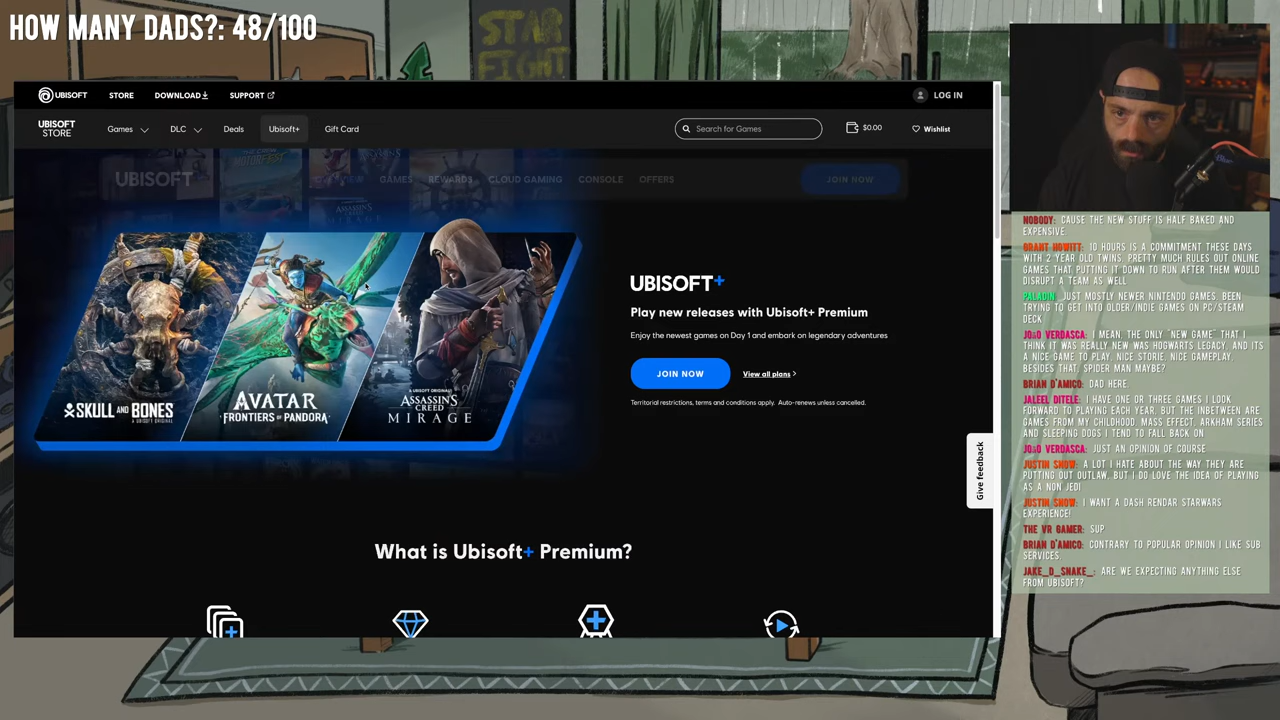 HOW MANY DADS?: 48/100
STAR
FIGHT
UBISOFT
STORE
DOWNLOAD
SUPPORT
LOG IN
UBISOFT
STORE
Games
DLC
Deals
Ubisoft+
Gift Card
Search for Games
$0.00
Wishlist
UBISOFT
GAMES
REWARDS
CLOUD GAMING
CONSOLE
OFFERS
JOIN NOW
SKULL AND BONES
A UBISOFT ORIGINAL
AVATAR
FRONTIERS OF PANDORA
A UBISOFT ORIGINAL
ASSASSIN'S
CREED
MIRAGE
UBISOFT+
Play new releases with Ubisoft+ Premium
Enjoy the newest games on Day 1 and embark on legendary adventures
JOIN NOW
View all plans
Territorial restrictions, terms and conditions apply. Auto-renews unless cancelled.
Give feedback
What is Ubisoft+ Premium?
Blue
NOBODY: CAUSE THE NEW STUFF IS HALF BAKED AND
EXPENSIVE
GRANT HOWITT: 10 HOURS IS A COMMITMENT THESE DAYS
WITH 2 YEAR OLD TWINS. PRETTY MUCH RULES OUT ONLINE
GAMES THAT PUTTING IT DOWN TO RUN AFTER THEM WOULD
DISRUPT A TEAM AS WELL
PALADIN: JUST MOSTLY NEWER NINTENDO GAMES. BEEN
TRYING TO GET INTO OLDER/INDIE GAMES ON PC/STEAM
DECK
JOÃO VERDASCA: I MEAN, THE ONLY "NEW GAME" THAT I
THINK IT WAS REALLY NEW WAS HOGWARTS LEGACY, AND ITS
A NICE GAME TO PLAY, NICE STORIE, NICE GAMEPLAY.
BESIDES THAT, SPIDER MAN MAYBE?
BRIAN D'AMICO: DAD HERE.
JALEEL DITELE: I HAVE ONE OR THREE GAMES I LOOK
FORWARD TO PLAYING EACH YEAR, BUT THE INBETWEEN ARE
GAMES FROM MY CHILDHOOD. MASS EFFECT, ARKHAM SERIES
AND SLEEPING DOGS I TEND TO FALL BACK ON
JOÃO VERDASCA: JUST AN OPINION OF COURSE
JUSTIN SNOW: A LOT I HATE ABOUT THE WAY THEY ARE
PUTTING OUT OUTLAW, BUT I DO LOVE THE IDEA OF PLAYING
AS A NON JEDI
JUSTIN SNOW: I WANT A DASH RENDAR STARWARS
EXPERIENCE!
THE VR GAMER: SUP
BRIAN D'AMICO: CONTRARY TO POPULAR OPINION I LIKE SUB
SERVICES.
JAKE_D_SNAKE_: ARE WE EXPECTING ANYTHING ELSE
FROM UBISOFT?